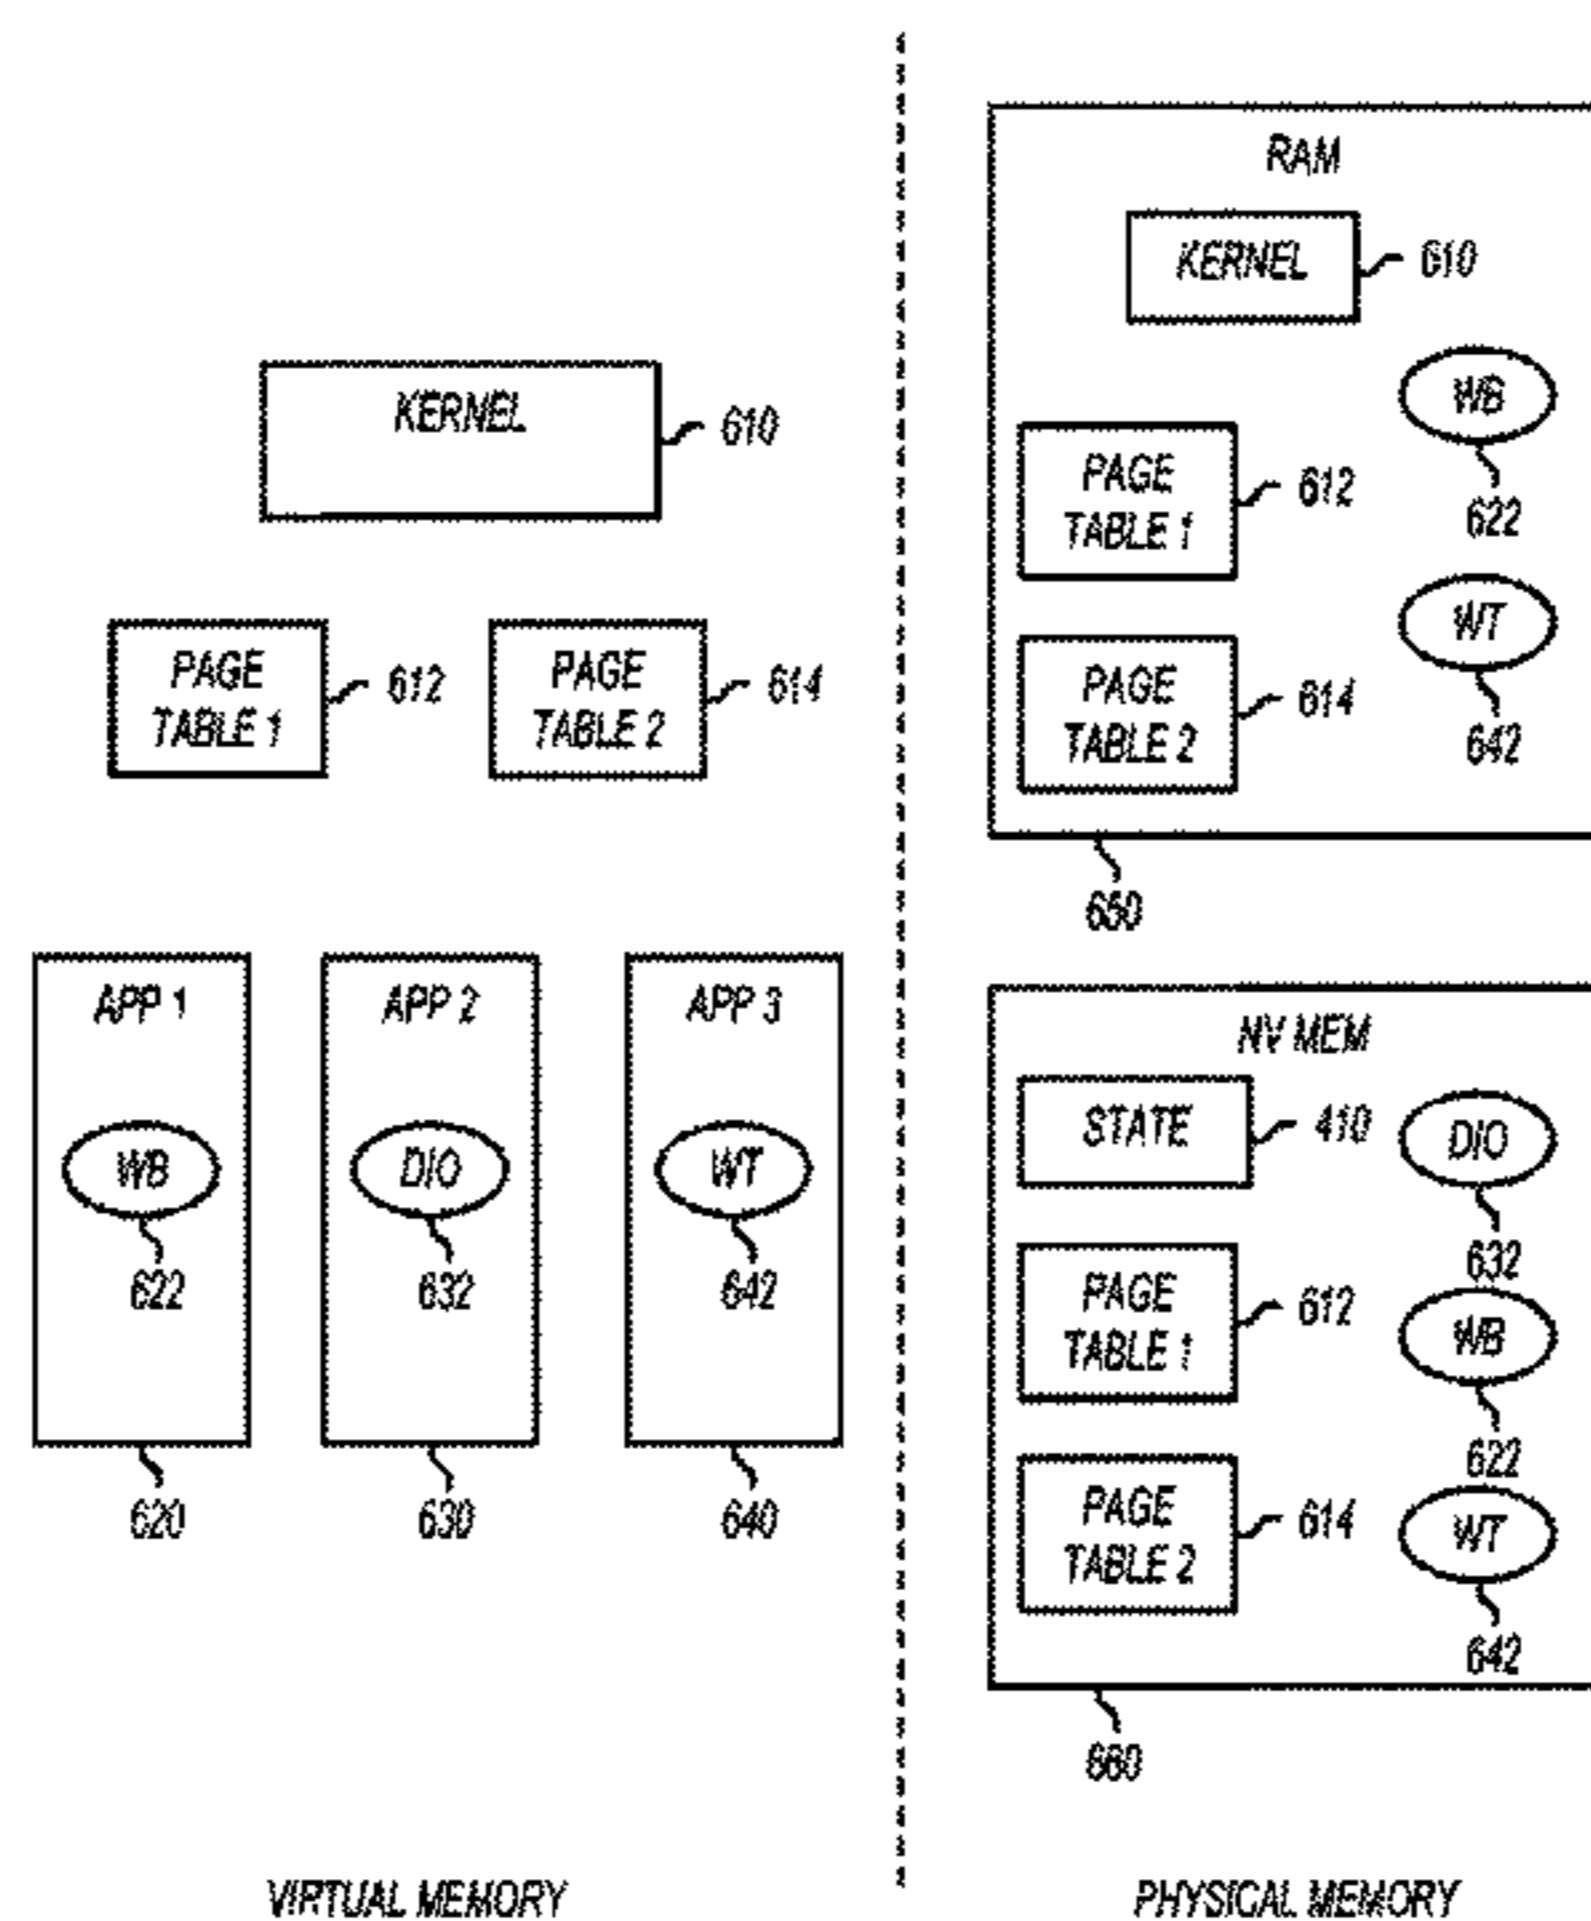 KERNEL
610
PAGE
TABLE 1
612
PAGE
TABLE 2
614
APP 1
WB
622
620
APP 2
DIO
632
630
APP 3
WT
642
640
VIRTUAL MEMORY
RAM
KERNEL
610
WB
622
PAGE
TABLE 1
612
WT
642
PAGE
TABLE 2
614
650
NV MEM
STATE
410
DIO
632
PAGE
TABLE 1
612
WB
622
PAGE
TABLE 2
614
WT
642
660
PHYSICAL MEMORY